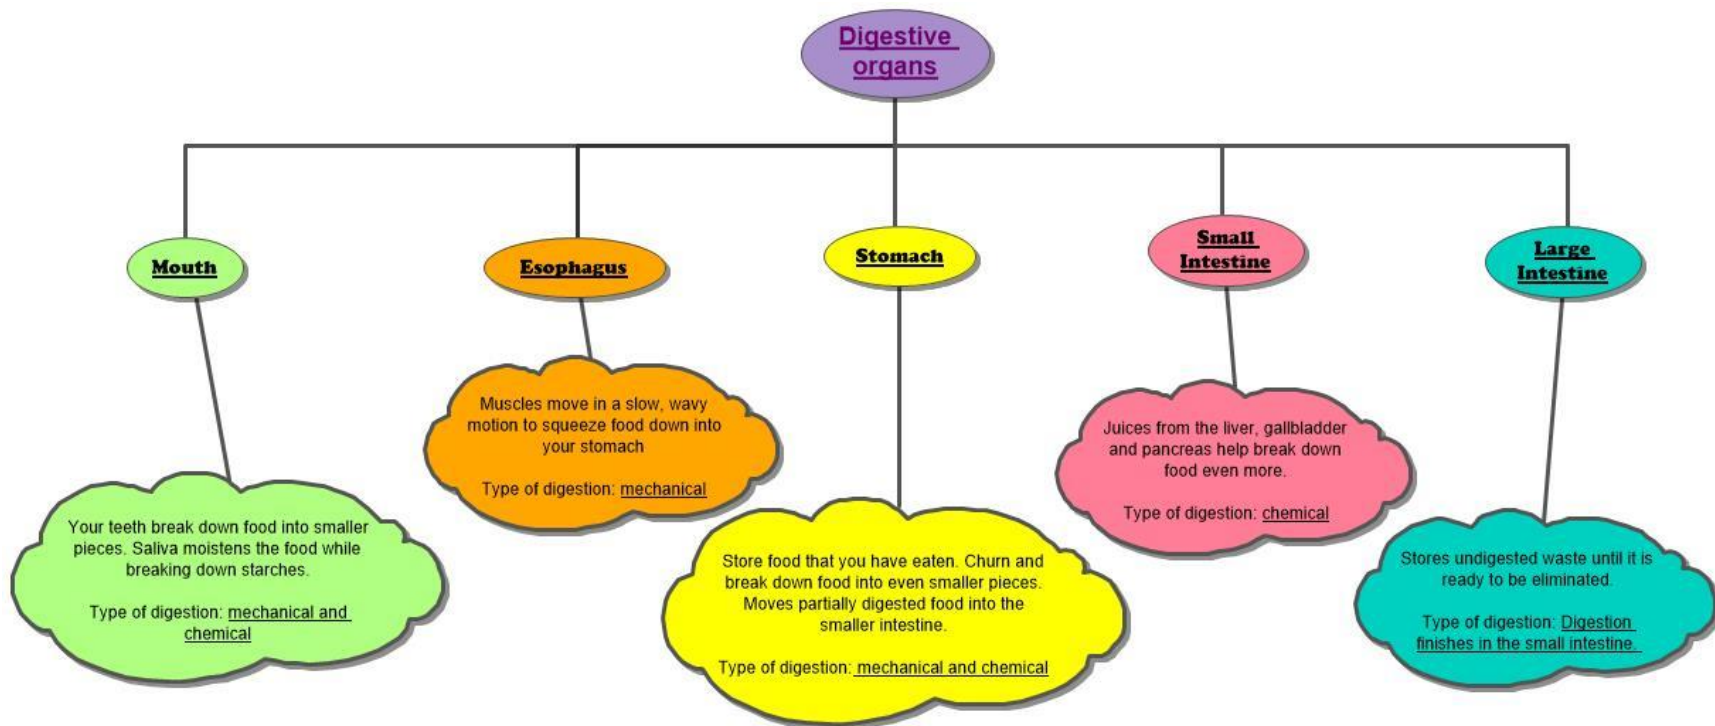 Digestive
organs
Mouth
Esophagus
Stomach
Small
Intestine
Large
Intestine
Your teeth break down food into smaller
pieces. Saliva moistens the food while
breaking down starches.
Type of digestion: mechanical and
chemical
Muscles move in a slow, wavy
motion to squeeze food down into
your stomach
Type of digestion: mechanical
Store food that you have eaten. Churn and
break down food into even smaller pieces.
Moves partially digested food into the
smaller intestine.
Type of digestion: mechanical and chemical
Juices from the liver, gallbladder
and pancreas help break down
food even more.
Type of digestion: chemical
Stores undigested waste until it is
ready to be eliminated.
Type of digestion: Digestion
finishes in the small intestine.